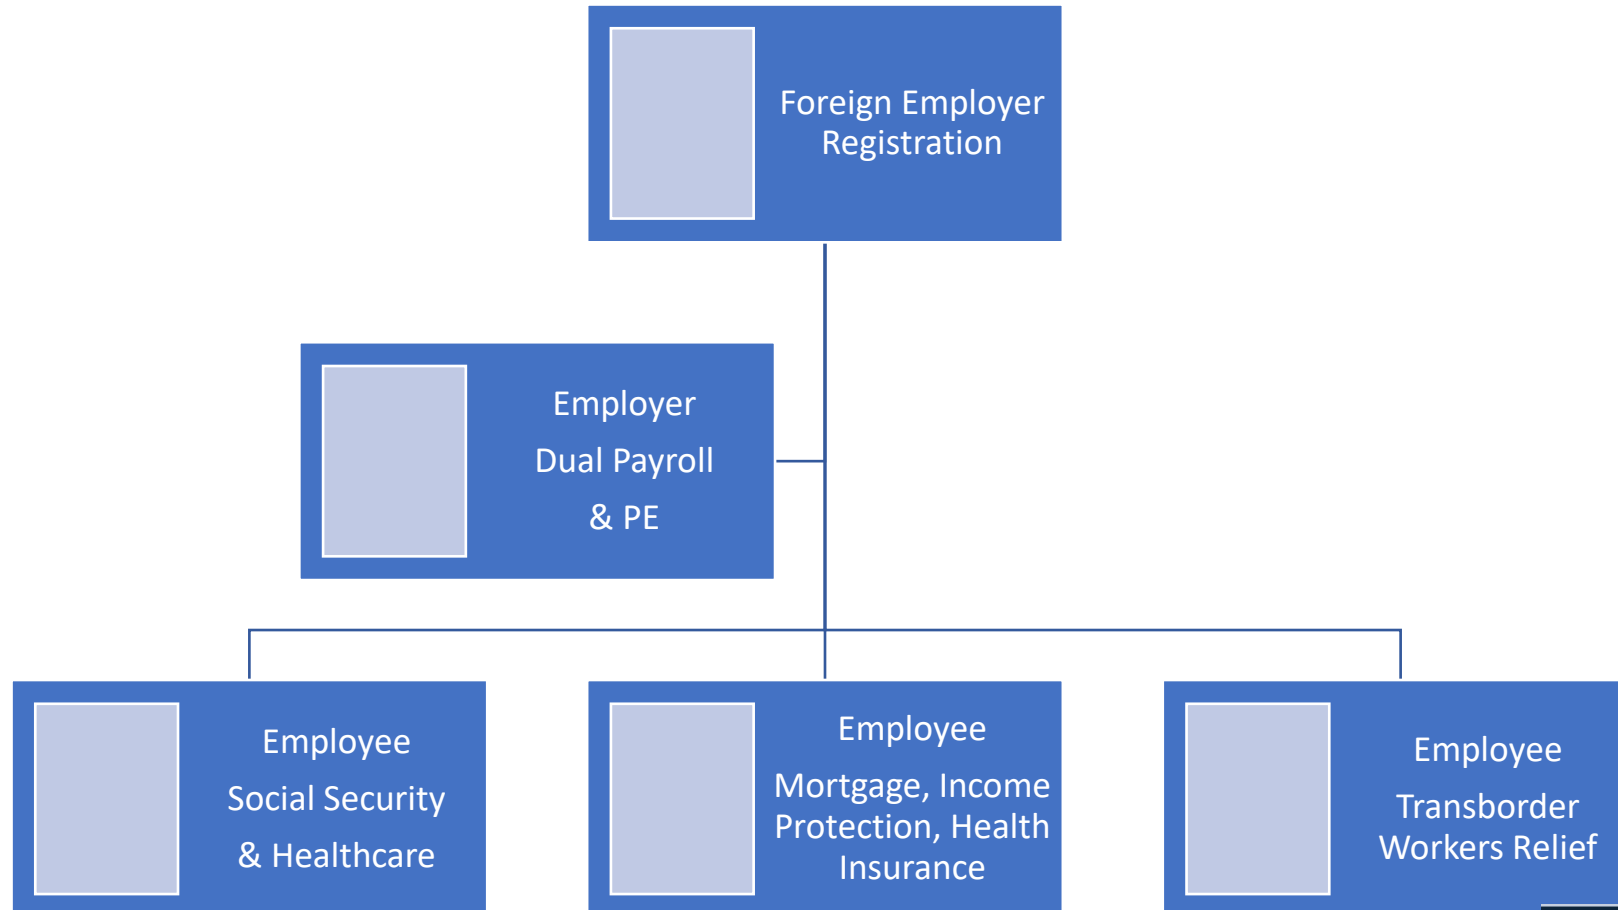 Foreign Employer
Registration
Employer
Dual Payroll
& PE
Employee
Social Security
& Healthcare
Employee
Mortgage, Income
Protection, Health
Insurance
Employee
Transborder
Workers Relief